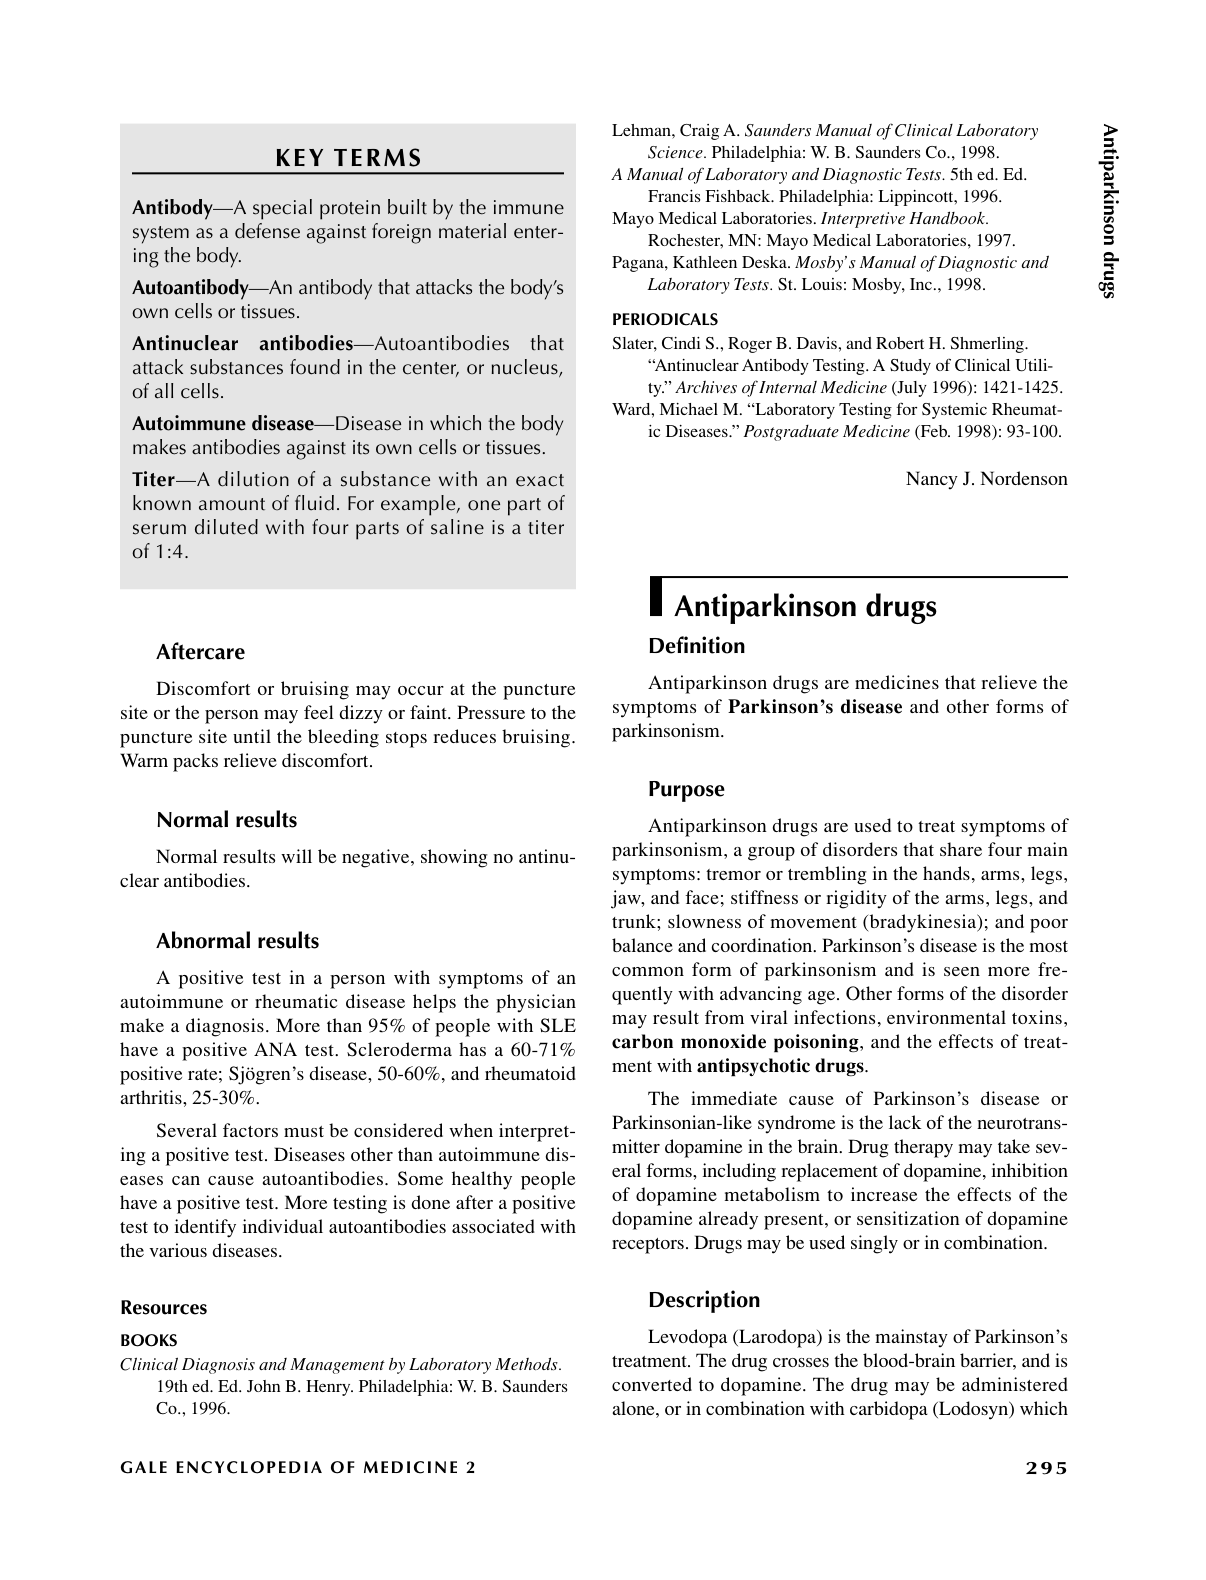 KEY TERMS
Antibody—A special protein built by the immune
system as a defense against foreign material enter-
ing the body.
Autoantibody—An antibody that attacks the body's
own cells or tissues.
Antinuclear antibodies—Autoantibodies that
attack substances found in the center, or nucleus,
of all cells.
Autoimmune disease—Disease in which the body
makes antibodies against its own cells or tissues.
Titer—A dilution of a substance with an exact
known amount of fluid. For example, one part of
serum diluted with four parts of saline is a titer
of 1:4.
Aftercare
Discomfort or bruising may occur at the puncture
site or the person may feel dizzy or faint. Pressure to the
puncture site until the bleeding stops reduces bruising.
Warm packs relieve discomfort.
Normal results
Normal results will be negative, showing no antinu-
clear antibodies.
Abnormal results
A positive test in a person with symptoms of an
autoimmune or rheumatic disease helps the physician
make a diagnosis. More than 95% of people with SLE
have a positive ANA test. Scleroderma has a 60-71%
positive rate; Sjögren's disease, 50-60%, and rheumatoid
arthritis, 25-30%.
Several factors must be considered when interpret-
ing a positive test. Diseases other than autoimmune dis-
eases can cause autoantibodies. Some healthy people
have a positive test. More testing is done after a positive
test to identify individual autoantibodies associated with
the various diseases.
Resources
BOOKS
Clinical Diagnosis and Management by Laboratory Methods.
19th ed. Ed. John B. Henry. Philadelphia: W. B. Saunders
Co., 1996.
Lehman, Craig A. Saunders Manual of Clinical Laboratory
Science. Philadelphia: W. B. Saunders Co., 1998.
A Manual of Laboratory and Diagnostic Tests. 5th ed. Ed.
Francis Fishback. Philadelphia: Lippincott, 1996.
Mayo Medical Laboratories. Interpretive Handbook.
Rochester, MN: Mayo Medical Laboratories, 1997.
Pagana, Kathleen Deska. Mosby's Manual of Diagnostic and
Laboratory Tests. St. Louis: Mosby, Inc., 1998.
PERIODICALS
Slater, Cindi S., Roger B. Davis, and Robert H. Shmerling.
“Antinuclear Antibody Testing. A Study of Clinical Utili-
ty.” Archives of Internal Medicine (July 1996): 1421-1425.
Ward, Michael M. “Laboratory Testing for Systemic Rheumat-
ic Diseases.” Postgraduate Medicine (Feb. 1998): 93-100.
Nancy J. Nordenson
Antiparkinson drugs
Definition
Antiparkinson drugs are medicines that relieve the
symptoms of Parkinson's disease and other forms of
parkinsonism.
Purpose
Antiparkinson drugs are used to treat symptoms of
parkinsonism, a group of disorders that share four main
symptoms: tremor or trembling in the hands, arms, legs,
jaw, and face; stiffness or rigidity of the arms, legs, and
trunk; slowness of movement (bradykinesia); and poor
balance and coordination. Parkinson's disease is the most
common form of parkinsonism and is seen more fre-
quently with advancing age. Other forms of the disorder
may result from viral infections, environmental toxins,
carbon monoxide poisoning, and the effects of treat-
ment with antipsychotic drugs.
The immediate cause of Parkinson's disease or
Parkinsonian-like syndrome is the lack of the neurotrans-
mitter dopamine in the brain. Drug therapy may take sev-
eral forms, including replacement of dopamine, inhibition
of dopamine metabolism to increase the effects of the
dopamine already present, or sensitization of dopamine
receptors. Drugs may be used singly or in combination.
Description
Levodopa (Larodopa) is the mainstay of Parkinson's
treatment. The drug crosses the blood-brain barrier, and is
converted to dopamine. The drug may be administered
alone, or in combination with carbidopa (Lodosyn) which
Antiparkinson drugs
GALE ENCYCLOPEDIA OF MEDICINE 2
295